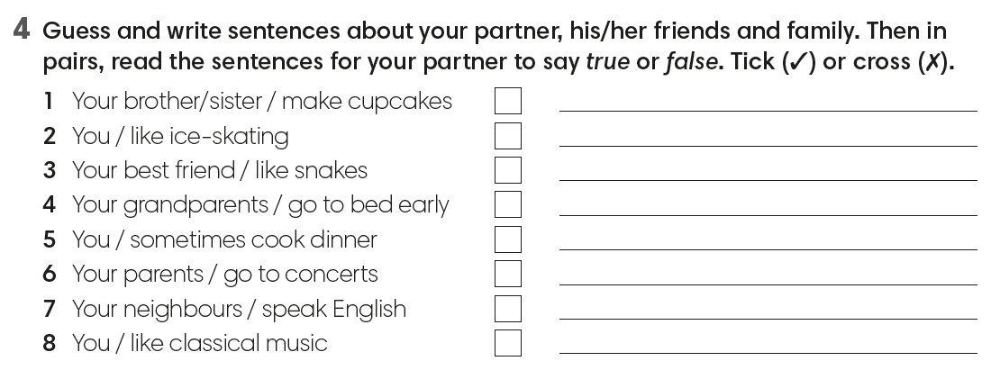 4 Guess and write sentences about your partner, his/her friends and family. Then in
pairs, read the sentences for your partner to say true or false. Tick (✓) or cross (✗).
1 Your brother/sister / make cupcakes
2 You / like ice-skating
3 Your best friend / like snakes
4 Your grandparents / go to bed early
5 You / sometimes cook dinner
6 Your parents / go to concerts
7 Your neighbours / speak English
8 You / like classical music